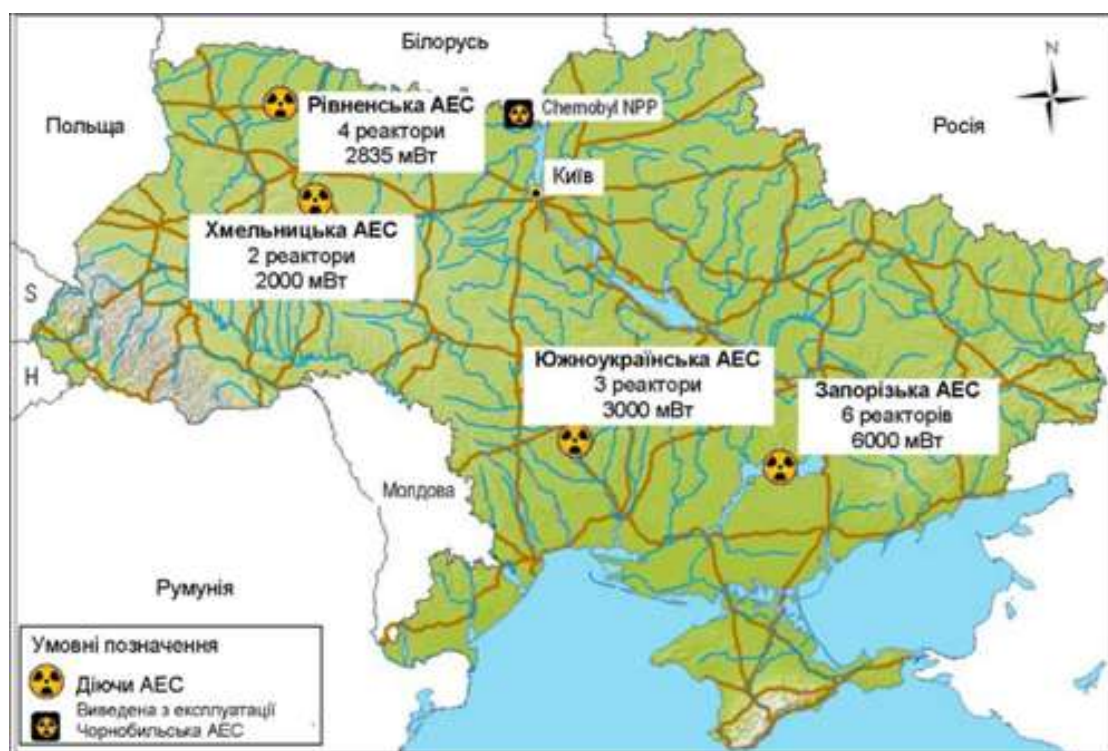 Білорусь
N
Польща
Рівненська АЕС
4 реактори
2835 мВт
Chernobyl NPP
Росія
Київ
Хмельницька АЕС
2 реактори
2000 мВт
S
H
Южноукраїнська АЕС
3 реактори
3000 мВт
Запорізька АЕС
6 реакторів
6000 мВт
Молдова
Румунія
Умовні позначення
Діючи АЕС
Виведена з експлуатації
Чорнобильська АЕС